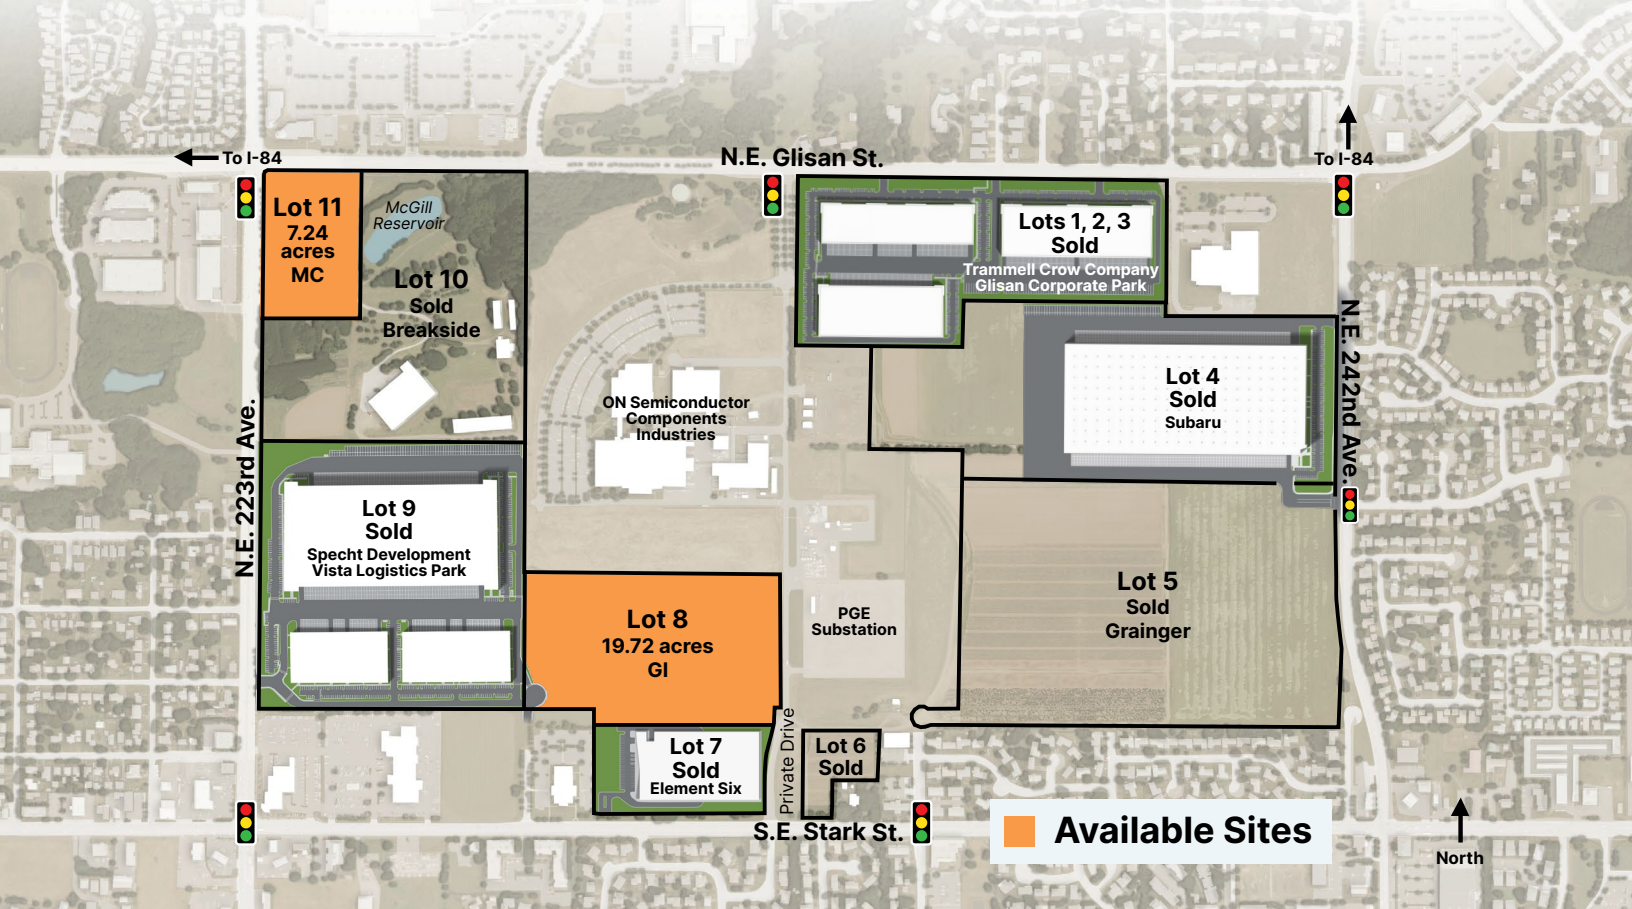 To I-84
N.E. Glisan St.
To I-84
Lot 11
7.24
acres
MC
McGill
Reservoir
Lot 10
Sold
Breakside
Lots 1, 2, 3
Sold
Trammell Crow Company
Glisan Corporate Park
N.E. 242nd Ave.
Lot 4
Sold
Subaru
ON Semiconductor
Components
Industries
N.E. 223rd Ave.
Lot 9
Sold
Specht Development
Vista Logistics Park
Lot 8
19.72 acres
GI
PGE
Substation
Lot 5
Sold
Grainger
Lot 7
Sold
Element Six
Private Drive
Lot 6
Sold
S.E. Stark St.
Available Sites
North